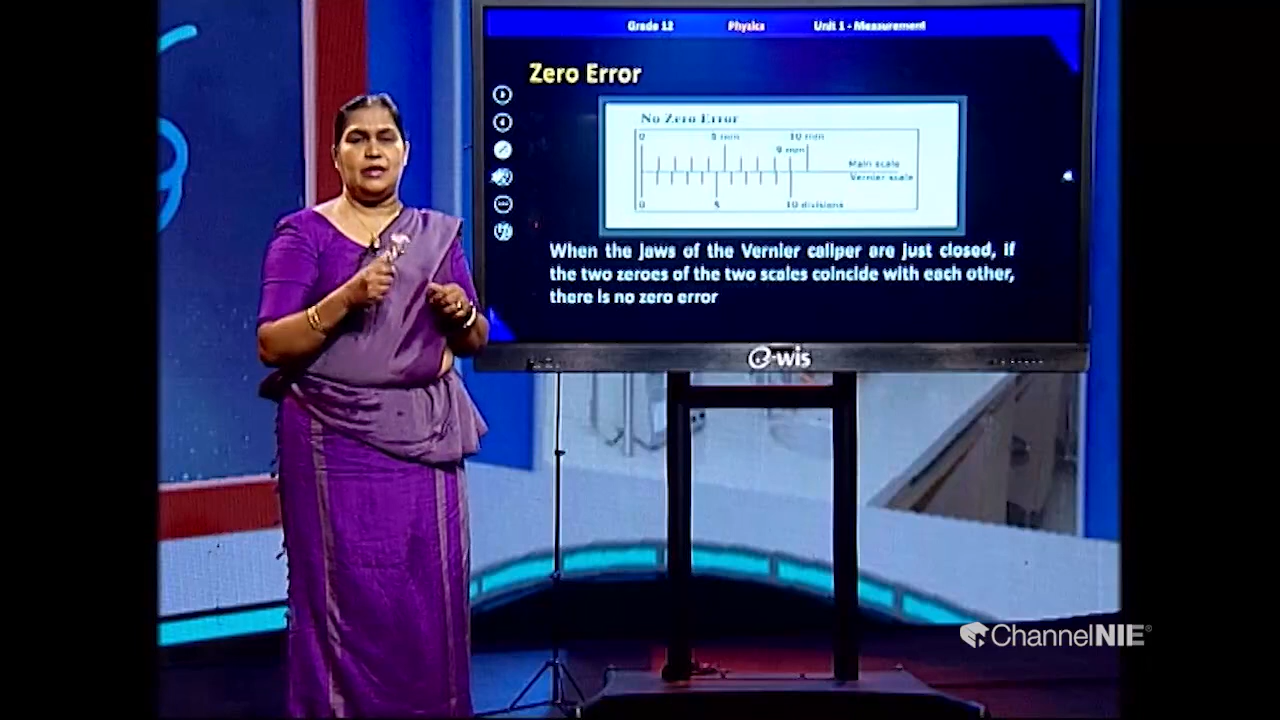 Grade 12 Physics Unit 1 - Measurement
Zero Error
No Zero Error
0 5 mm 10 mm
9 mm
Main scale
Vernier scale
0 5 10 divisions
When the jaws of the Vernier caliper are just closed, if
the two zeroes of the two scales coincide with each other,
there is no zero error
e-wis
ChannelNIE